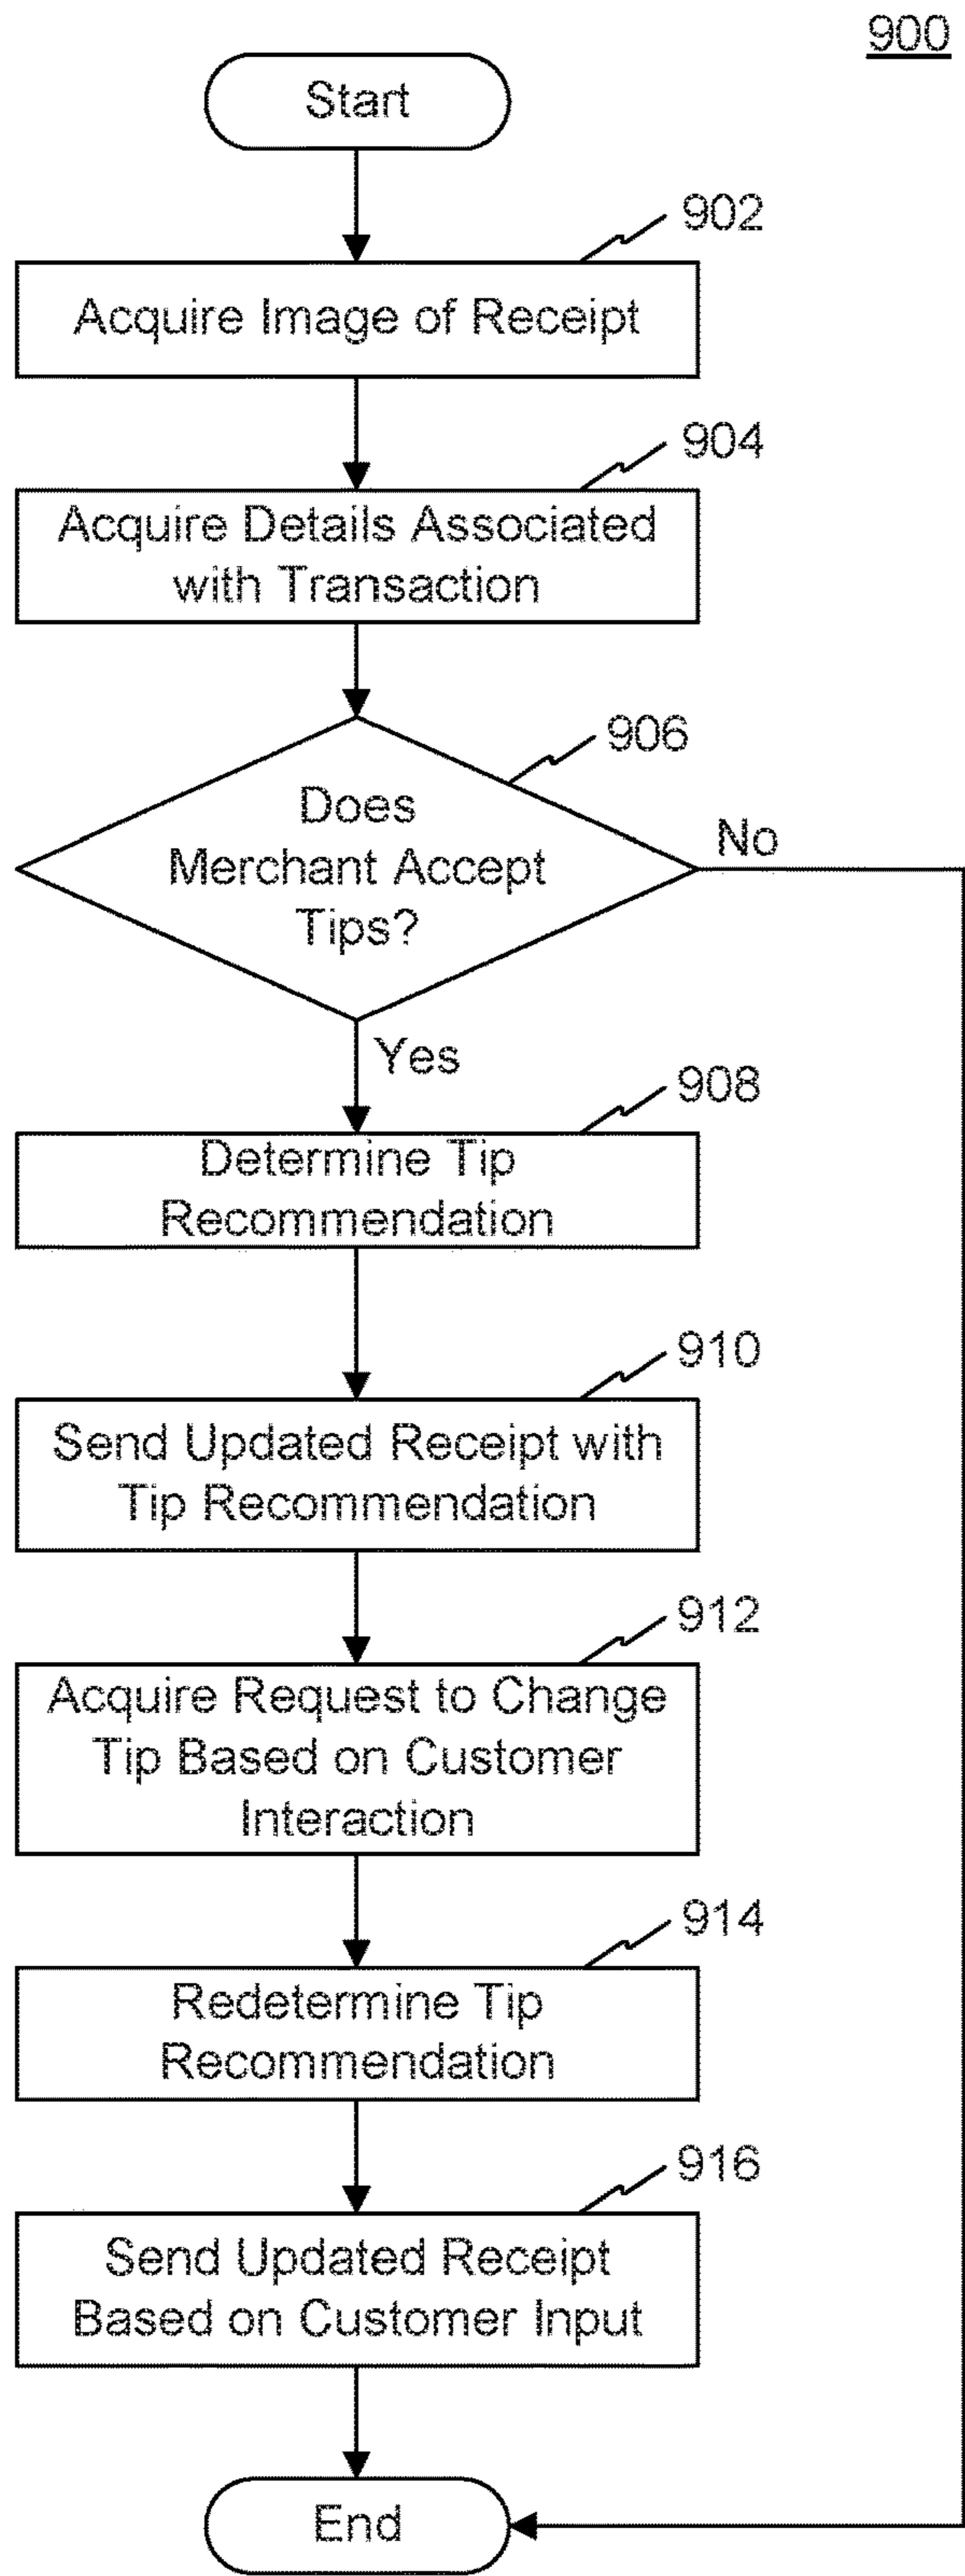 900
Start
902
Acquire Image of Receipt
904
Acquire Details Associated
with Transaction
906
Does
Merchant Accept
Tips?
No
Yes
908
Determine Tip
Recommendation
910
Send Updated Receipt with
Tip Recommendation
912
Acquire Request to Change
Tip Based on Customer
Interaction
914
Redetermine Tip
Recommendation
916
Send Updated Receipt
Based on Customer Input
End